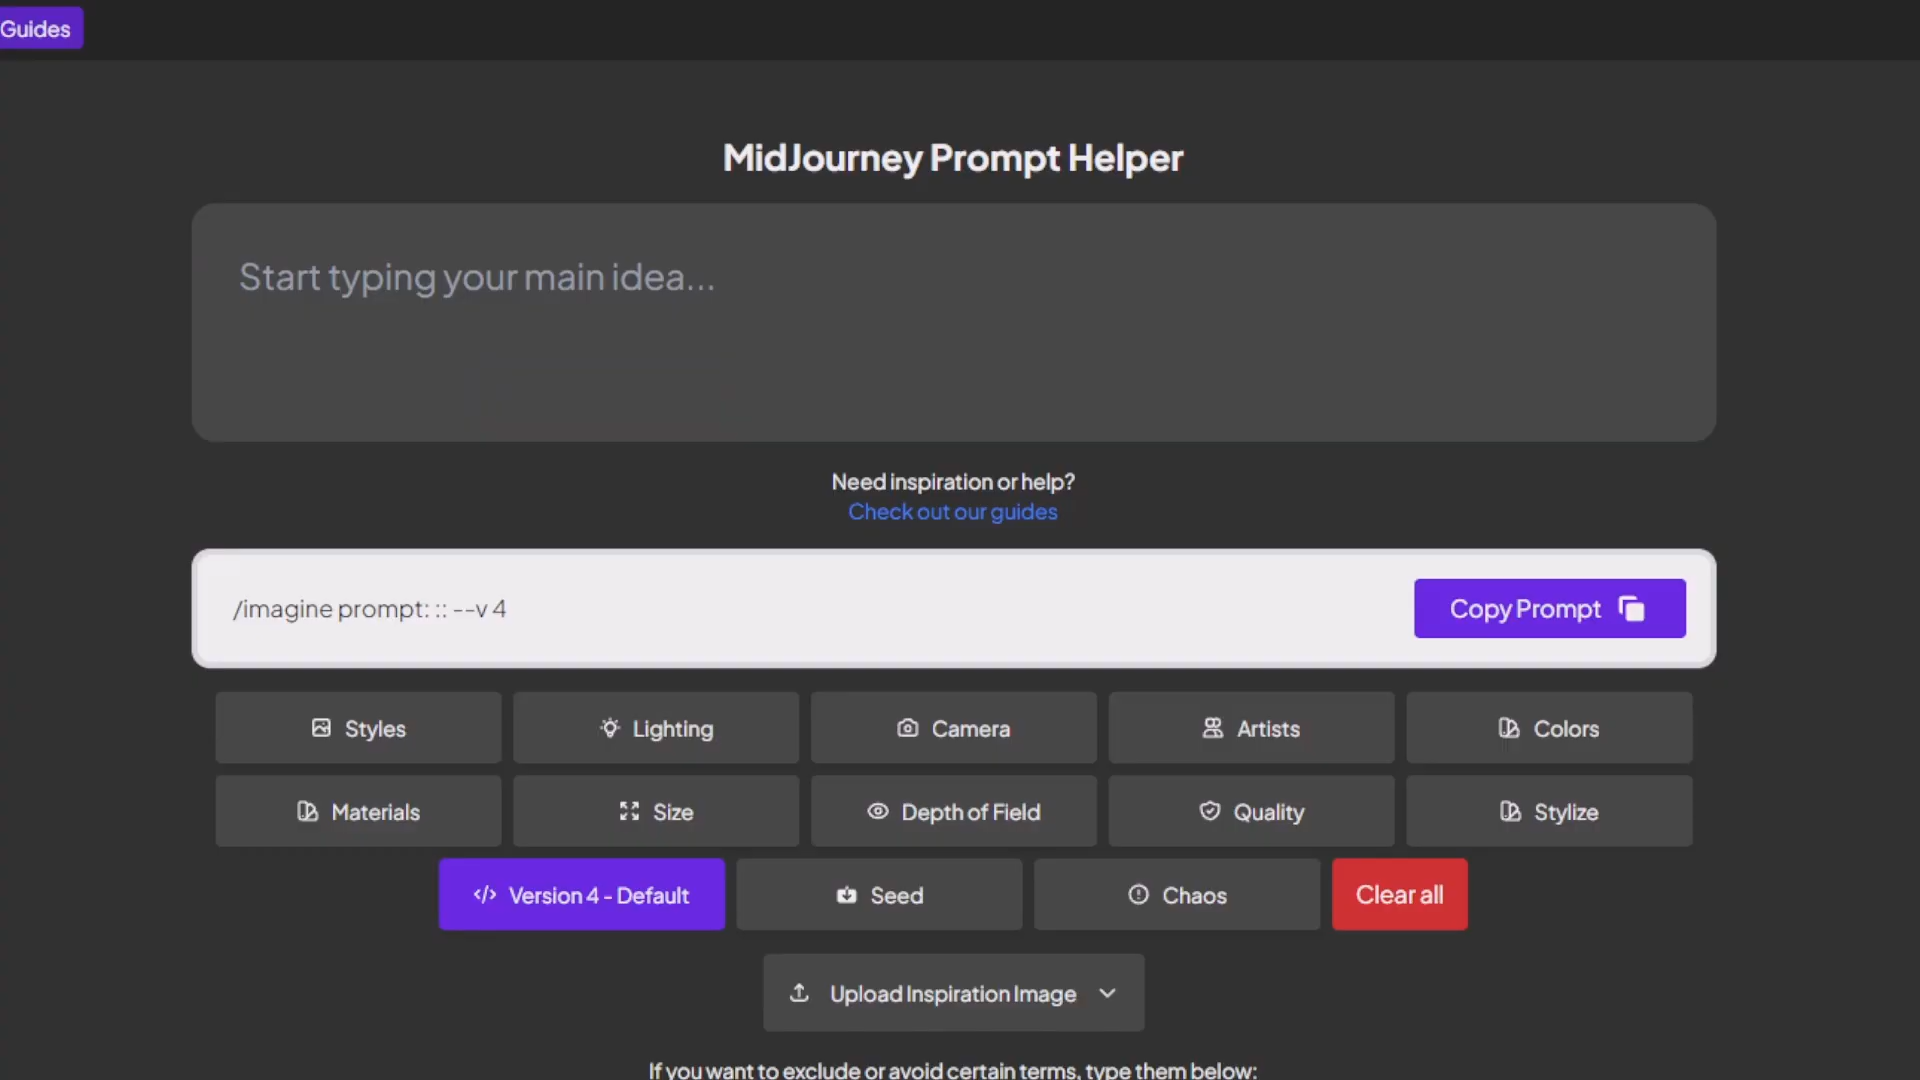 Guides
MidJourney Prompt Helper
Start typing your main idea...
Need inspiration or help?
Check out our guides
/imagine prompt: :: --v 4
Copy Prompt
Styles
Lighting
Camera
Artists
Colors
Materials
Size
Depth of Field
Quality
Stylize
</> Version 4 - Default
Seed
Chaos
Clear all
Upload Inspiration Image
If you want to exclude or avoid certain terms, type them below: